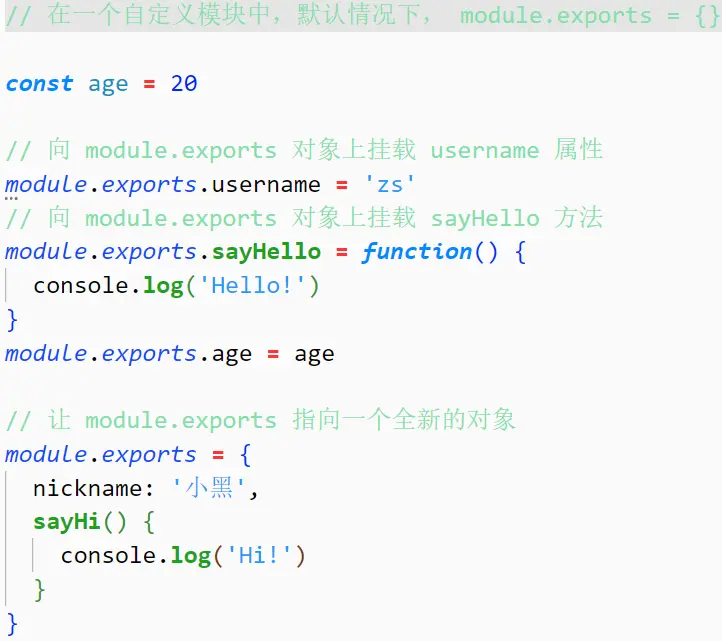 // 在一个自定义模块中，默认情况下， module.exports = {}
const age = 20
// 向 module.exports 对象上挂载 username 属性
module.exports.username = 'zs'
// 向 module.exports 对象上挂载 sayHello 方法
module.exports.sayHello = function() {
  console.log('Hello!')
}
module.exports.age = age
// 让 module.exports 指向一个全新的对象
module.exports = {
  nickname: '小黑',
  sayHi() {
    console.log('Hi!')
  }
}